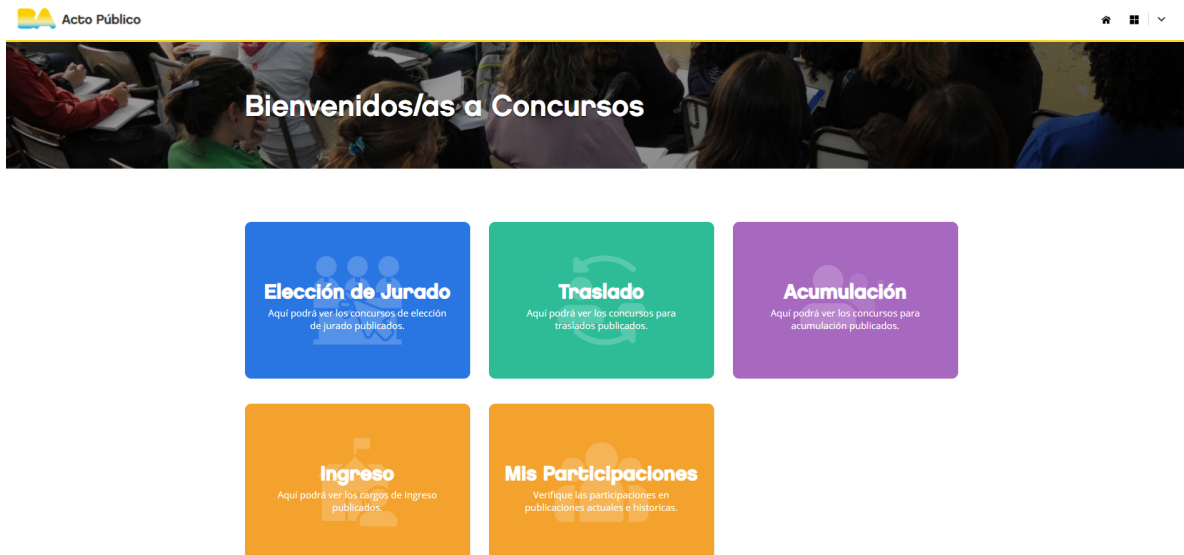 BA Acto Público
Bienvenidos/as a Concursos
Elección de Jurado
Aquí podrá ver los concursos de elección
de jurado publicados.
Traslado
Aquí podrá ver los concursos para
traslados publicados.
Acumulación
Aquí podrá ver los concursos para
acumulación publicados.
Ingreso
Aquí podrá ver los cargos de ingreso
publicados.
Mis Participaciones
Verifique las participaciones en
publicaciones actuales e historicas.